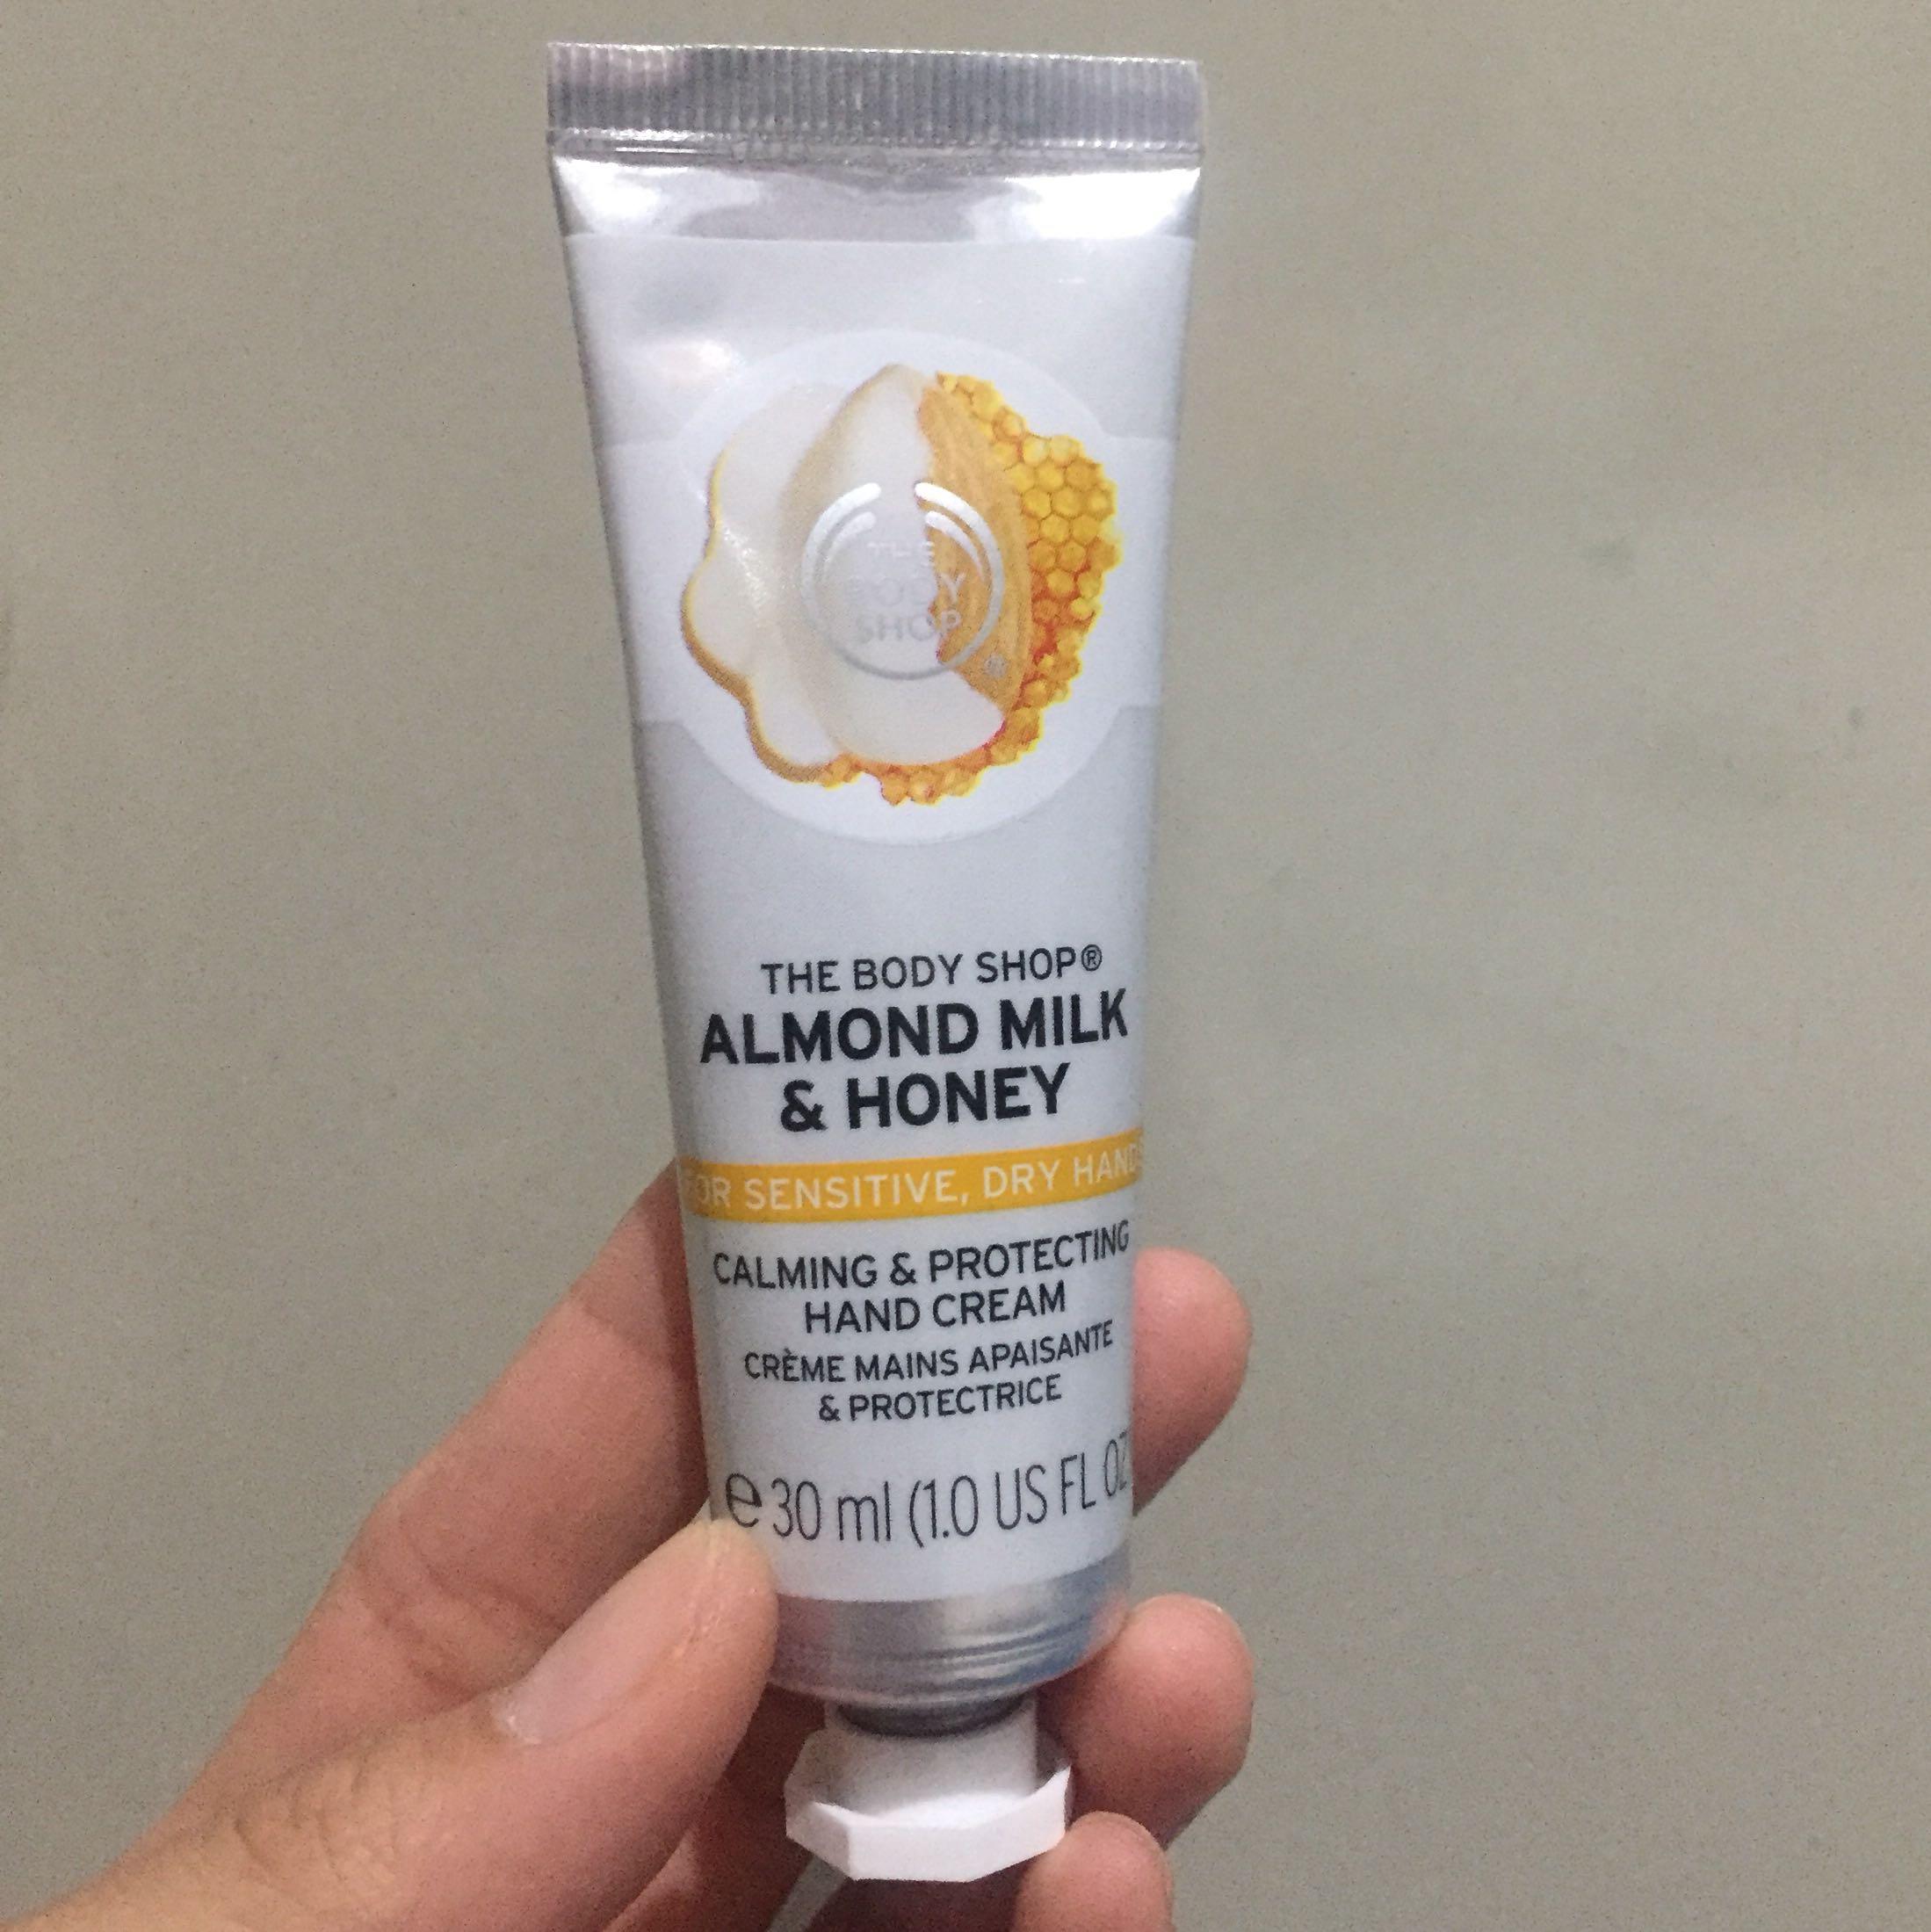 THE
BODY
SHOP
®
THE BODY SHOP®
ALMOND MILK
& HONEY
FOR SENSITIVE, DRY HANDS
CALMING & PROTECTING
HAND CREAM
CRÈME MAINS APAISANTE
& PROTECTRICE
e 30 ml (1.0 US FL OZ